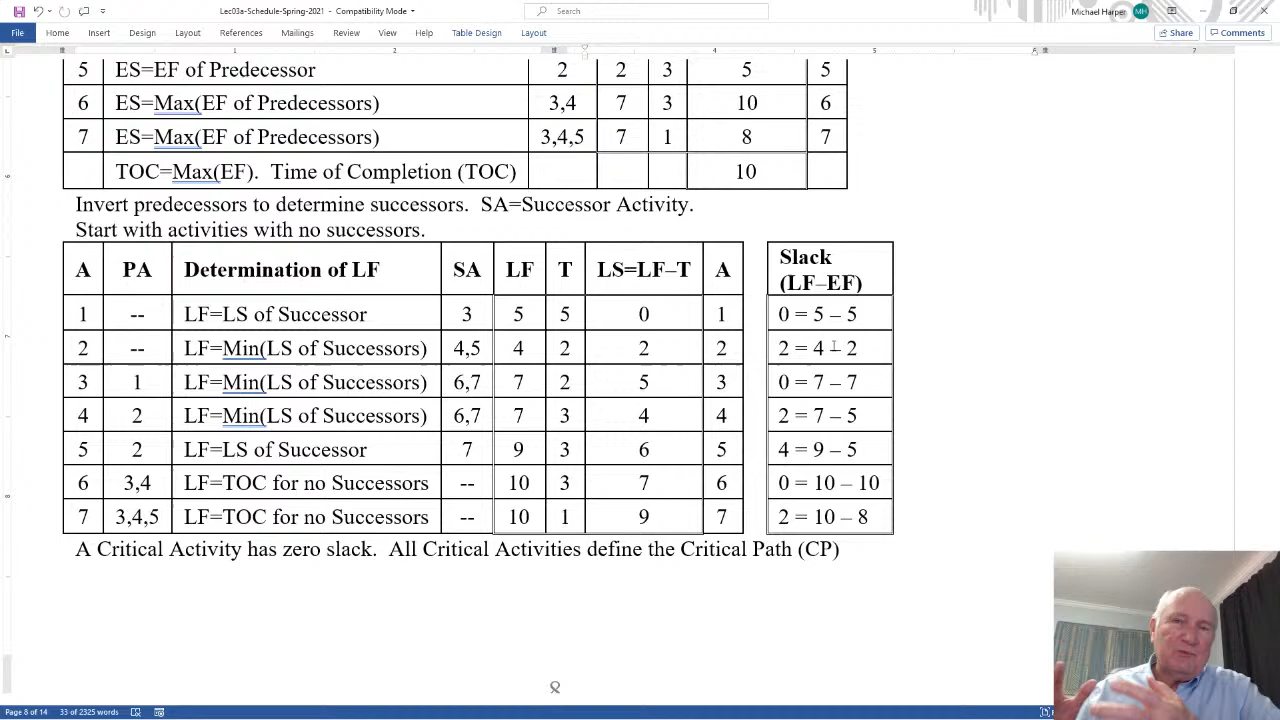 Lec03a-Schedule-Spring-2021 - Compatibility Mode
Search
Michael Harper MH
File Home Insert Design Layout References Mailings Review View Help Table Design Layout Share Comments
1 2 3 4 5 6 7
5 ES=EF of Predecessor 2 2 3 5 5
6 ES=Max(EF of Predecessors) 3,4 7 3 10 6
7 ES=Max(EF of Predecessors) 3,4,5 7 1 8 7
TOC=Max(EF). Time of Completion (TOC) 10
Invert predecessors to determine successors. SA=Successor Activity.
Start with activities with no successors.
A PA Determination of LF SA LF T LS=LF–T A Slack (LF–EF)
1 -- LF=LS of Successor 3 5 5 0 1 0 = 5 – 5
2 -- LF=Min(LS of Successors) 4,5 4 2 2 2 2 = 4 – 2
3 1 LF=Min(LS of Successors) 6,7 7 2 5 3 0 = 7 – 7
4 2 LF=Min(LS of Successors) 6,7 7 3 4 4 2 = 7 – 5
5 2 LF=LS of Successor 7 9 3 6 5 4 = 9 – 5
6 3,4 LF=TOC for no Successors -- 10 3 7 6 0 = 10 – 10
7 3,4,5 LF=TOC for no Successors -- 10 1 9 7 2 = 10 – 8
A Critical Activity has zero slack. All Critical Activities define the Critical Path (CP)
8
Page 8 of 14 33 of 2325 words